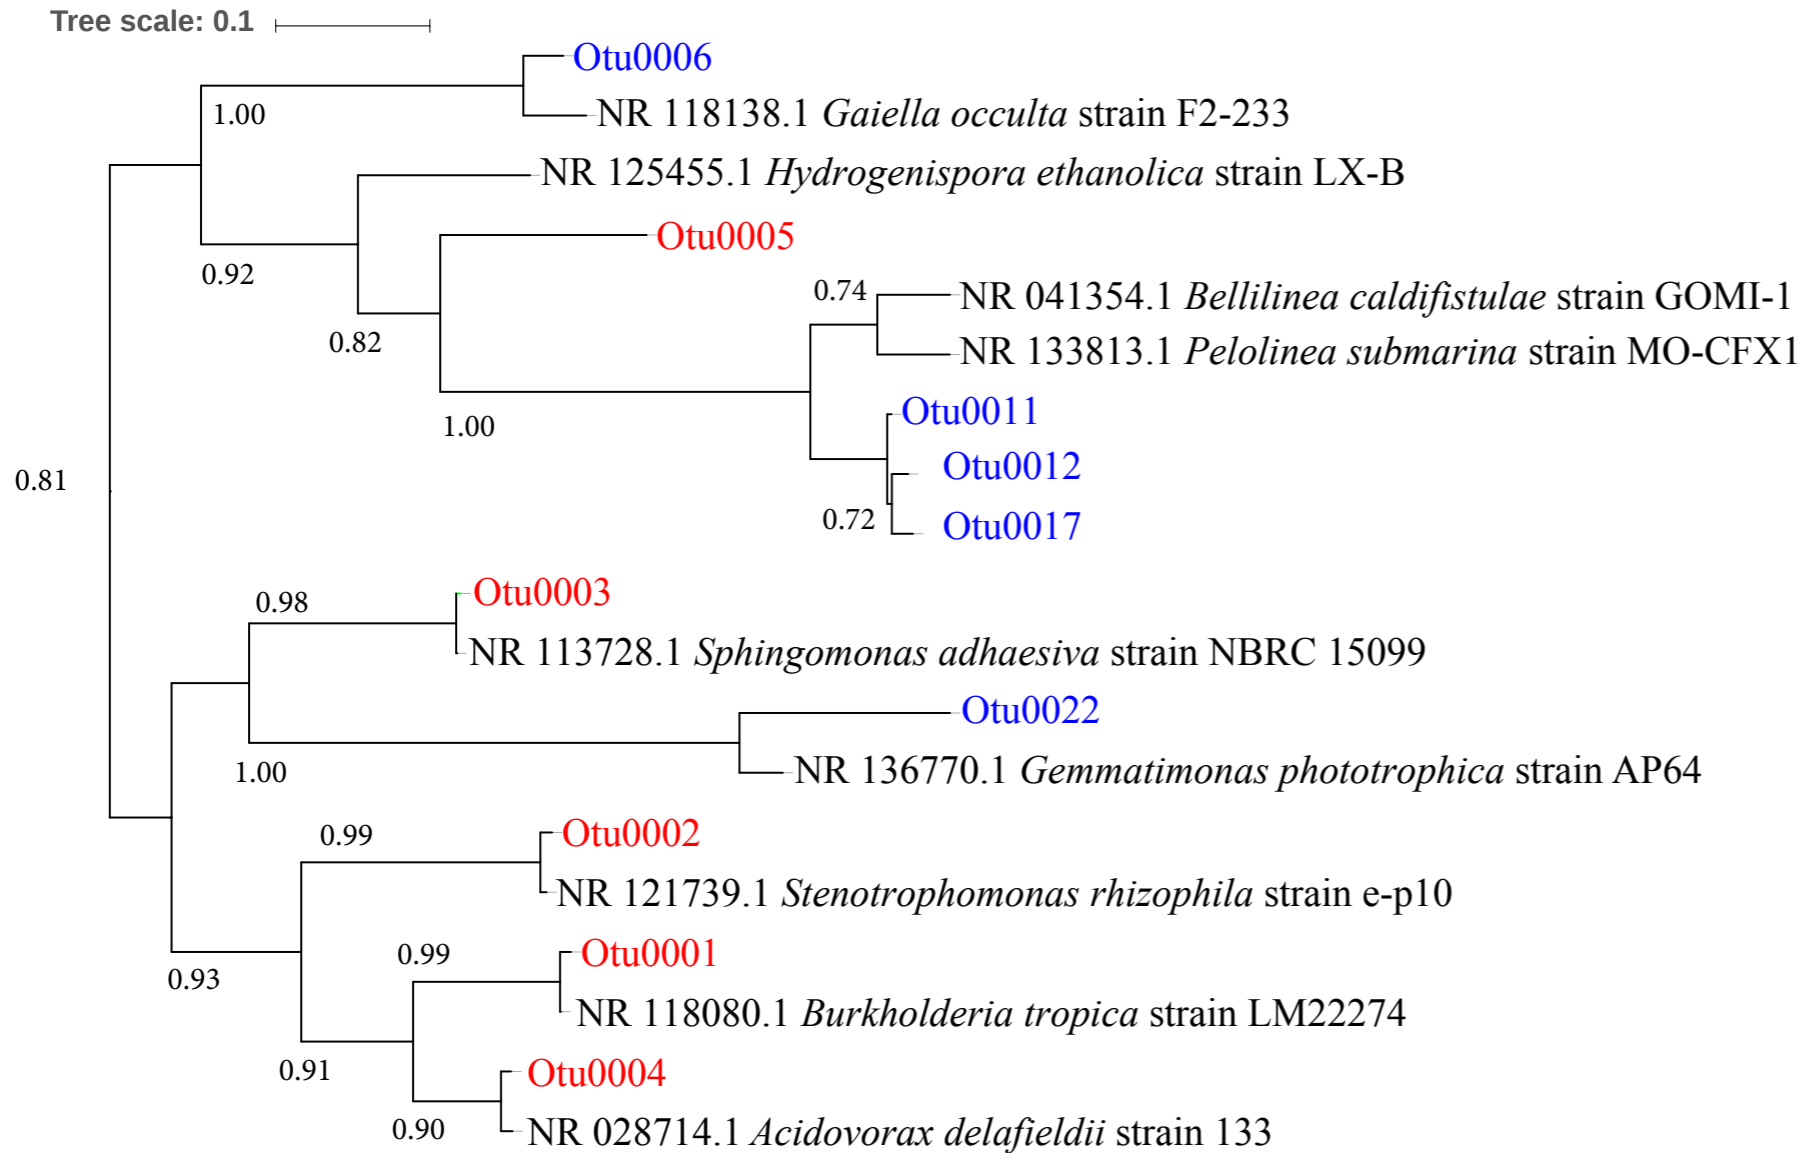 Tree scale: 0.1
Otu0006
1.00
NR 118138.1 Gaiella occulta strain F2-233
NR 125455.1 Hydrogenispora ethanolica strain LX-B
Otu0005
0.92
0.74
NR 041354.1 Bellilinea caldifistulae strain GOMI-1
0.82
NR 133813.1 Pelolinea submarina strain MO-CFX1
Otu0011
1.00
Otu0012
0.81
0.72
Otu0017
Otu0003
0.98
NR 113728.1 Sphingomonas adhaesiva strain NBRC 15099
Otu0022
1.00
NR 136770.1 Gemmatimonas phototrophica strain AP64
0.99
Otu0002
NR 121739.1 Stenotrophomonas rhizophila strain e-p10
0.99
Otu0001
0.93
NR 118080.1 Burkholderia tropica strain LM22274
0.91
Otu0004
0.90
NR 028714.1 Acidovorax delafieldii strain 133